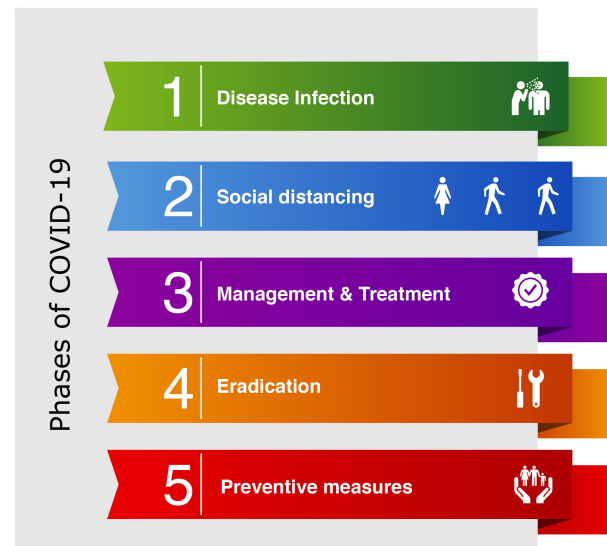 Phases of COVID-19
1 Disease Infection
2 Social distancing
3 Management & Treatment
4 Eradication
5 Preventive measures